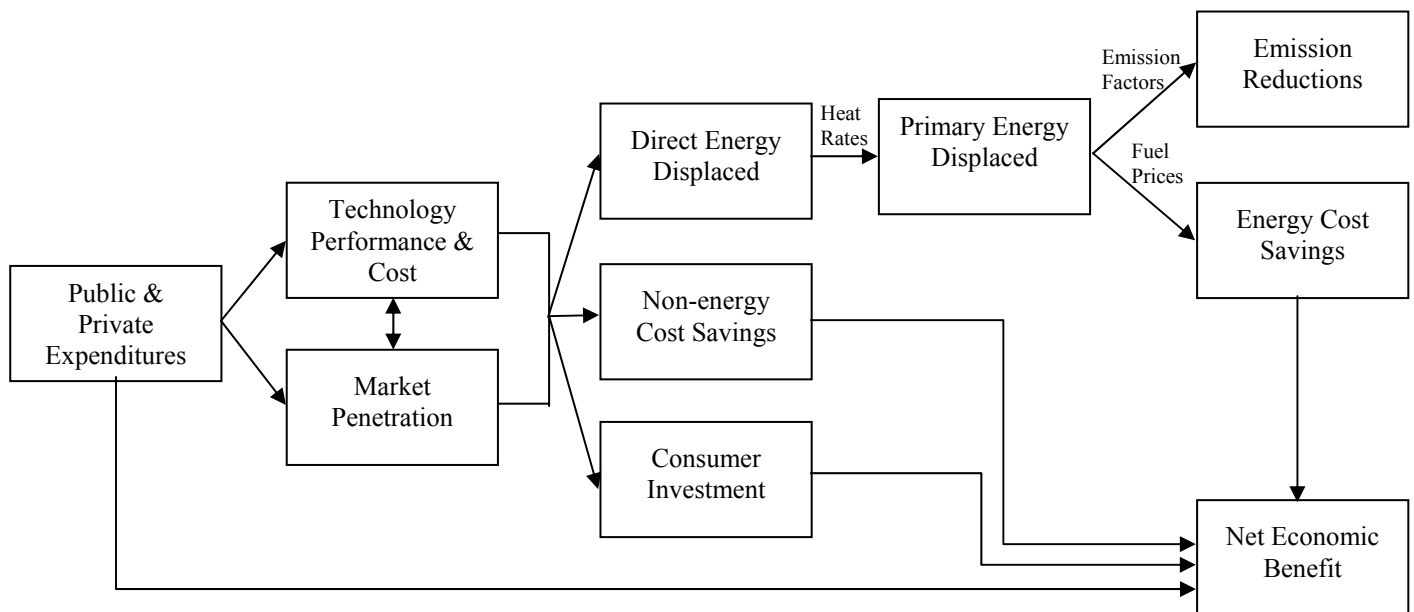 Public &
Private
Expenditures
Technology
Performance &
Cost
Market
Penetration
Direct Energy
Displaced
Non-energy
Cost Savings
Consumer
Investment
Heat
Rates
Primary Energy
Displaced
Emission
Factors
Fuel
Prices
Emission
Reductions
Energy Cost
Savings
Net Economic
Benefit